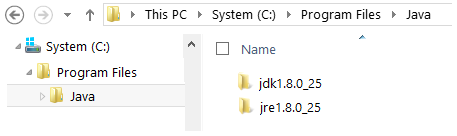 This PC System (C:) Program Files Java
System (C:)
Program Files
Java
Name
jdk1.8.0_25
jre1.8.0_25